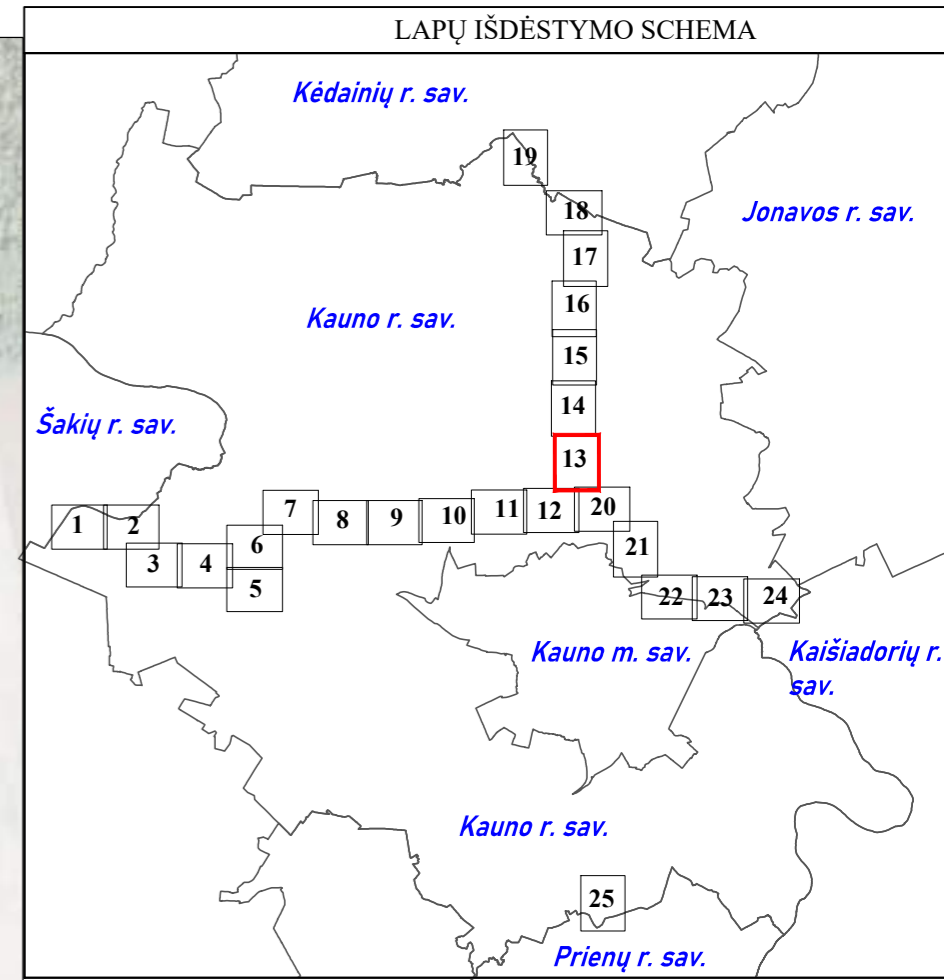 LAPŲ IŠDĖSTYMO SCHEMA
Kėdainių r. sav.
19
18
Jonavos r. sav.
17
16
Kauno r. sav.
15
14
Šakių r. sav.
13
7
11
12
20
1
2
8
9
10
6
21
3
4
5
22
23
24
Kauno m. sav.
Kaišiadorių r.
sav.
Kauno r. sav.
25
Prienų r. sav.